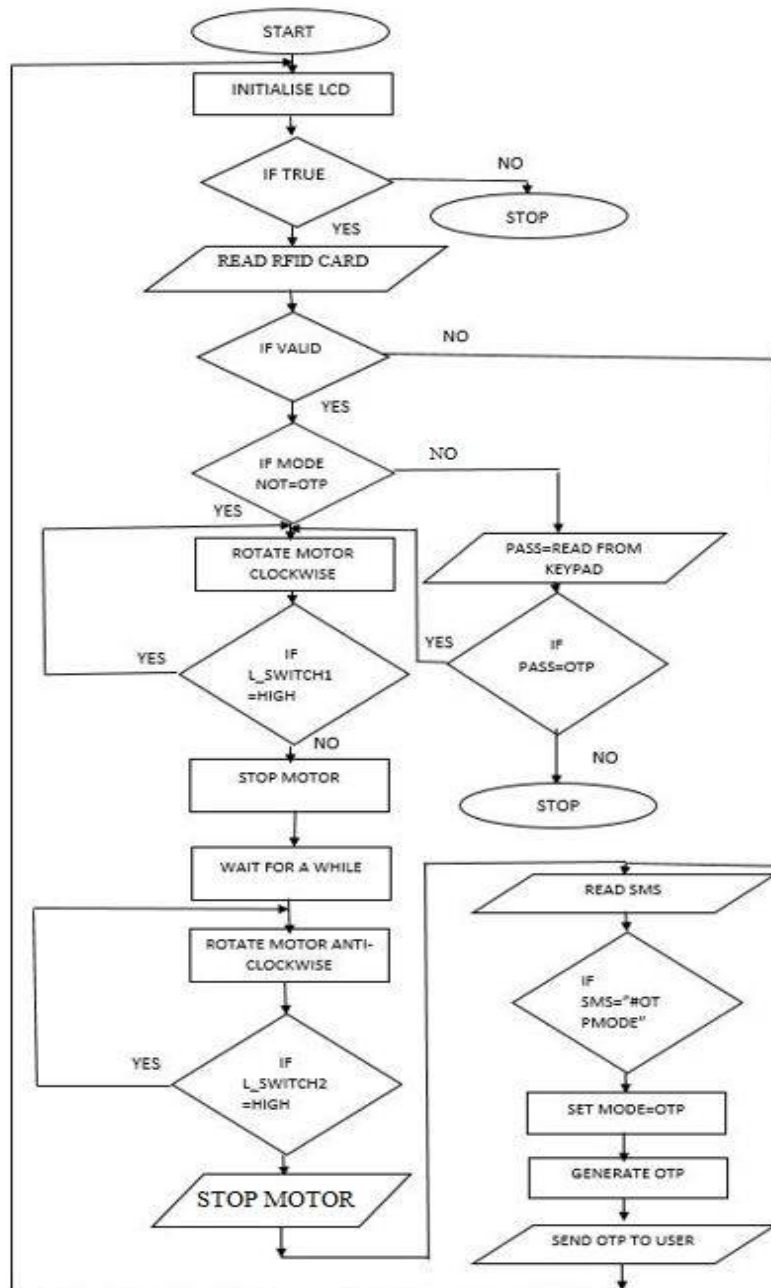 START
INITIALISE LCD
IF TRUE
NO
STOP
YES
READ RFID CARD
IF VALID
NO
YES
IF MODE
NOT=OTP
NO
YES
ROTATE MOTOR
CLOCKWISE
PASS=READ FROM
KEYPAD
YES
IF
L_SWITCH1
=HIGH
YES
IF
PASS=OTP
NO
NO
STOP MOTOR
STOP
WAIT FOR A WHILE
READ SMS
ROTATE MOTOR ANTI-
CLOCKWISE
IF
SMS="#OT
PMODE"
YES
IF
L_SWITCH2
=HIGH
SET MODE=OTP
GENERATE OTP
STOP MOTOR
SEND OTP TO USER